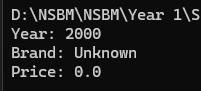 D:\NSBM\NSBM\Year 1\S
Year: 2000
Brand: Unknown
Price: 0.0